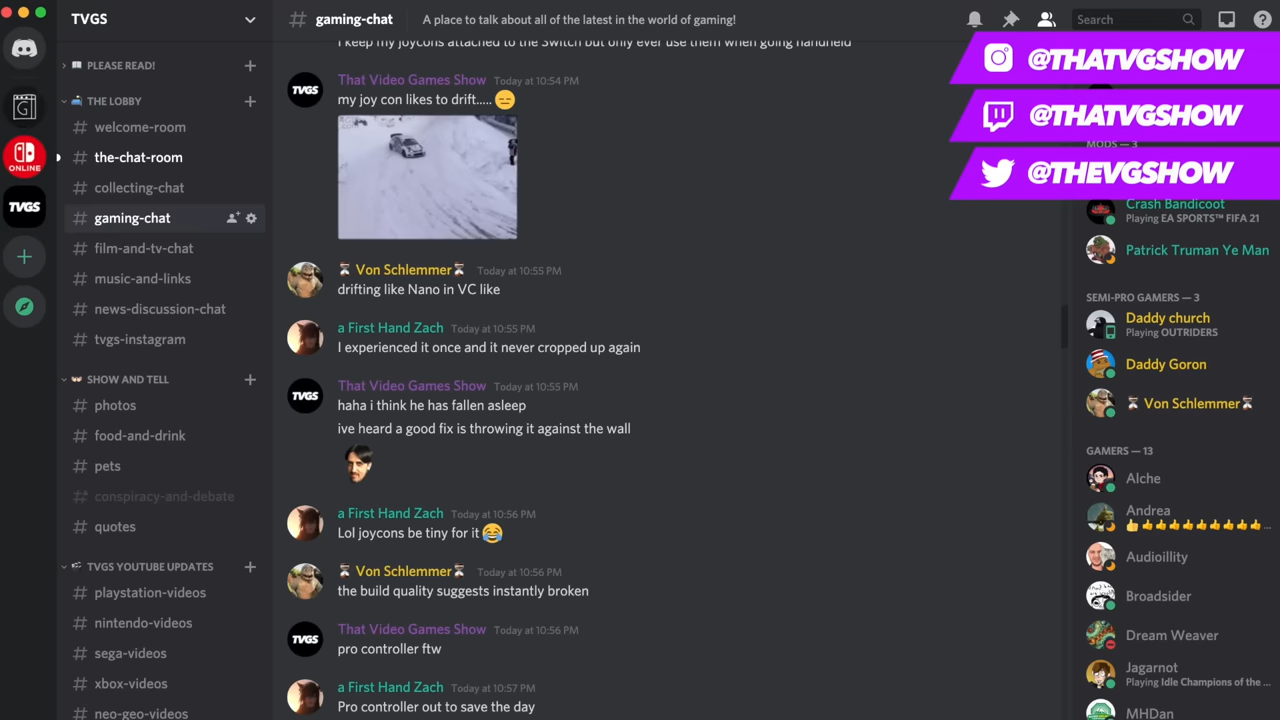 TVGS
# gaming-chat
A place to talk about all of the latest in the world of gaming!
Search
@THATVGSHOW
@THATVGSHOW
@THEVGSHOW
ONLINE
TVGS
PLEASE READ!
THE LOBBY
# welcome-room
# the-chat-room
# collecting-chat
# gaming-chat
# film-and-tv-chat
# music-and-links
# news-discussion-chat
# tvgs-instagram
SHOW AND TELL
# photos
# food-and-drink
# pets
# conspiracy-and-debate
# quotes
TVGS YOUTUBE UPDATES
# playstation-videos
# nintendo-videos
# sega-videos
# xbox-videos
# neo-geo-videos
I keep my joycons attached to the Switch but only ever use them when going handheld
TVGS
That Video Games Show Today at 10:54 PM
my joy con likes to drift..... 😑
⏳ Von Schlemmer⏳ Today at 10:55 PM
drifting like Nano in VC like
a First Hand Zach Today at 10:55 PM
I experienced it once and it never cropped up again
TVGS
That Video Games Show Today at 10:55 PM
haha i think he has fallen asleep
ive heard a good fix is throwing it against the wall
a First Hand Zach Today at 10:56 PM
Lol joycons be tiny for it 😂
⏳ Von Schlemmer⏳ Today at 10:56 PM
the build quality suggests instantly broken
TVGS
That Video Games Show Today at 10:56 PM
pro controller ftw
a First Hand Zach Today at 10:57 PM
Pro controller out to save the day
MODS — 3
Crash Bandicoot
Playing EA SPORTS™ FIFA 21
Patrick Truman Ye Man
SEMI-PRO GAMERS — 3
Daddy church
Playing OUTRIDERS
Daddy Goron
⏳ Von Schlemmer⏳
GAMERS — 13
Alche
Andrea
👍👍👍👍👍👍👍👍👍👍...
Audioillity
Broadsider
Dream Weaver
Jagarnot
Playing Idle Champions of the ...
MHDan